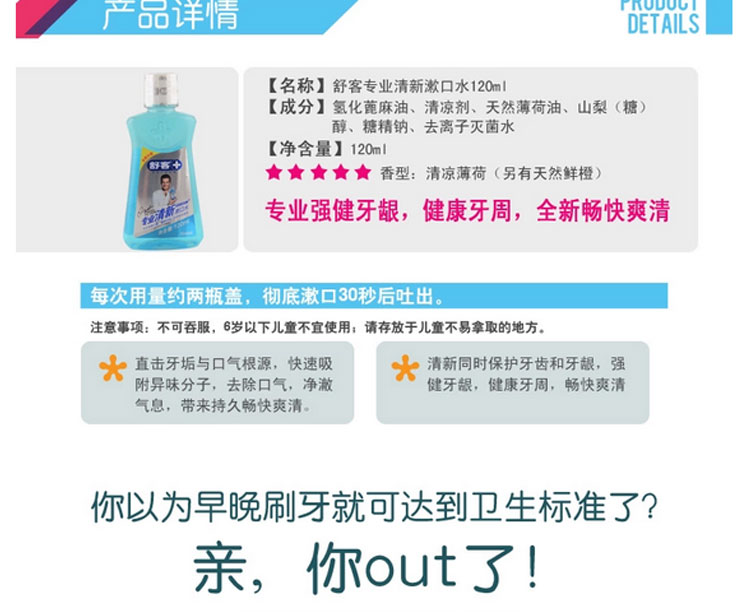 产品详情
PRODUCT
DETAILS
【名称】舒客专业清新漱口水120ml
【成分】氢化蓖麻油、清凉剂、天然薄荷油、山梨（糖）
醇、糖精钠、去离子灭菌水
【净含量】120ml
★★★★★ 香型：清凉薄荷（另有天然鲜橙）
专业强健牙龈，健康牙周，全新畅快爽清
舒客
专业清新
每次用量约两瓶盖，彻底漱口30秒后吐出。
注意事项：不可吞服，6岁以下儿童不宜使用；请存放于儿童不易拿取的地方。
直击牙垢与口气根源，快速吸
附异味分子，去除口气，净澈
气息，带来持久畅快爽清。
清新同时保护牙齿和牙龈，强
健牙龈，健康牙周，畅快爽清
你以为早晚刷牙就可达到卫生标准了?
亲，你out了!